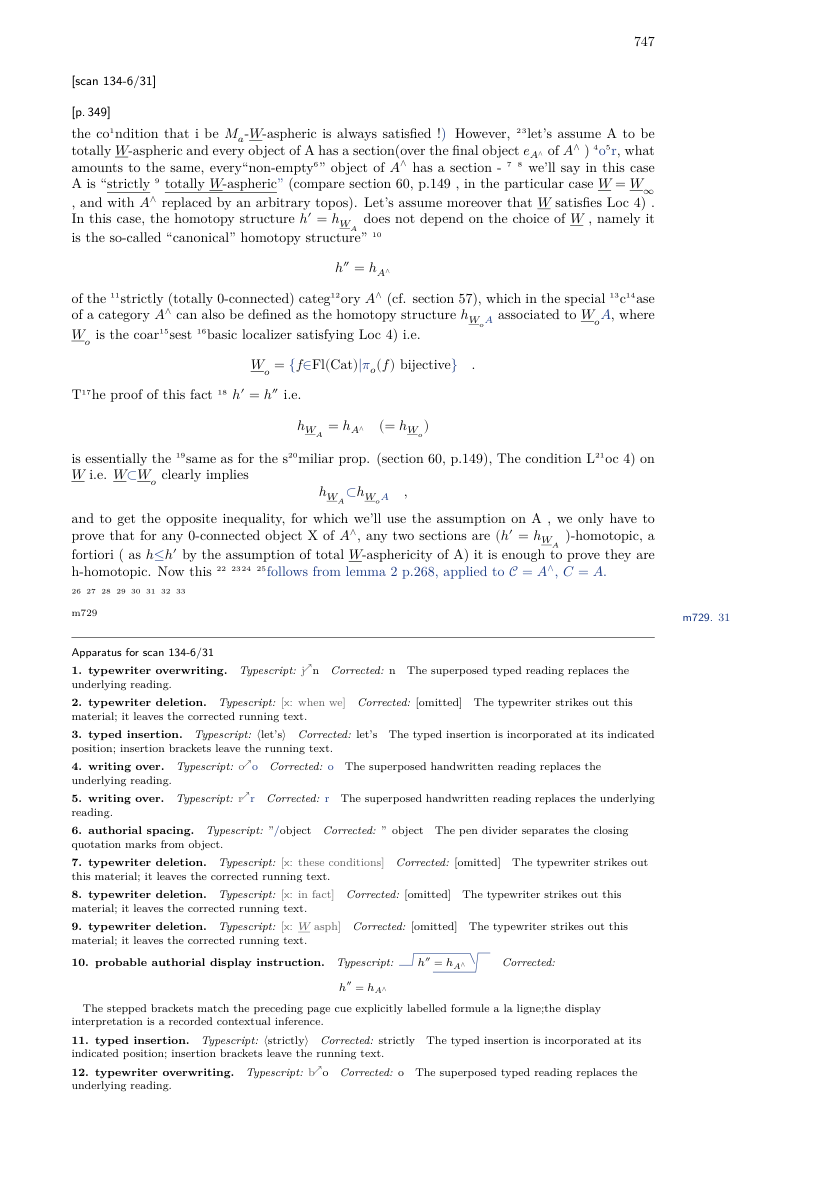 747
[scan 134-6/31]
[p. 349]
the co¹ndition that i be Mₐ-W-aspheric is always satisfied !) However, ²³let's assume A to be
totally W-aspheric and every object of A has a section(over the final object e_{A^} of A^ ) ⁴o⁵r, what
amounts to the same, every“non-empty⁶” object of A^ has a section - ⁷ ⁸ we'll say in this case
A is “strictly ⁹ totally W-aspheric” (compare section 60, p.149 , in the particular case W = W_∞
, and with A^ replaced by an arbitrary topos). Let's assume moreover that W satisfies Loc 4) .
In this case, the homotopy structure h′ = h_{W_A} does not depend on the choice of W , namely it
is the so-called “canonical” homotopy structure” ¹⁰
h″ = h_{A^}
of the ¹¹strictly (totally 0-connected) categ¹²ory A^ (cf. section 57), which in the special ¹³c¹⁴ase
of a category A^ can also be defined as the homotopy structure h_{W_o A} associated to W_o A, where
W_o is the coar¹⁵sest ¹⁶basic localizer satisfying Loc 4) i.e.
W_o = {f∈Fl(Cat)|π_o(f) bijective} .
T¹⁷he proof of this fact ¹⁸ h′ = h″ i.e.
h_{W_A} = h_{A^} (= h_{W_o})
is essentially the ¹⁹same as for the s²⁰miliar prop. (section 60, p.149), The condition L²¹oc 4) on
W i.e. W⊂W_o clearly implies
h_{W_A}⊂h_{W_o A} ,
and to get the opposite inequality, for which we'll use the assumption on A , we only have to
prove that for any 0-connected object X of A^, any two sections are (h′ = h_{W_A} )-homotopic, a
fortiori ( as h≤h′ by the assumption of total W-asphericity of A) it is enough to prove they are
h-homotopic. Now this ²² ²³²⁴ ²⁵follows from lemma 2 p.268, applied to 𝒞 = A^, C = A.
²⁶ ²⁷ ²⁸ ²⁹ ³⁰ ³¹ ³² ³³
m729
m729. 31
Apparatus for scan 134-6/31
1. typewriter overwriting. Typescript: j↗n Corrected: n The superposed typed reading replaces the
underlying reading.
2. typewriter deletion. Typescript: [x: when we] Corrected: [omitted] The typewriter strikes out this
material; it leaves the corrected running text.
3. typed insertion. Typescript: ⟨let's⟩ Corrected: let's The typed insertion is incorporated at its indicated
position; insertion brackets leave the running text.
4. writing over. Typescript: o↗o Corrected: o The superposed handwritten reading replaces the
underlying reading.
5. writing over. Typescript: r↗r Corrected: r The superposed handwritten reading replaces the underlying
reading.
6. authorial spacing. Typescript: ”/object Corrected: ” object The pen divider separates the closing
quotation marks from object.
7. typewriter deletion. Typescript: [x: these conditions] Corrected: [omitted] The typewriter strikes out
this material; it leaves the corrected running text.
8. typewriter deletion. Typescript: [x: in fact] Corrected: [omitted] The typewriter strikes out this
material; it leaves the corrected running text.
9. typewriter deletion. Typescript: [x: W asph] Corrected: [omitted] The typewriter strikes out this
material; it leaves the corrected running text.
10. probable authorial display instruction. Typescript: h″ = h_{A^} Corrected:
h″ = h_{A^}
The stepped brackets match the preceding page cue explicitly labelled formule a la ligne;the display
interpretation is a recorded contextual inference.
11. typed insertion. Typescript: ⟨strictly⟩ Corrected: strictly The typed insertion is incorporated at its
indicated position; insertion brackets leave the running text.
12. typewriter overwriting. Typescript: b↗o Corrected: o The superposed typed reading replaces the
underlying reading.